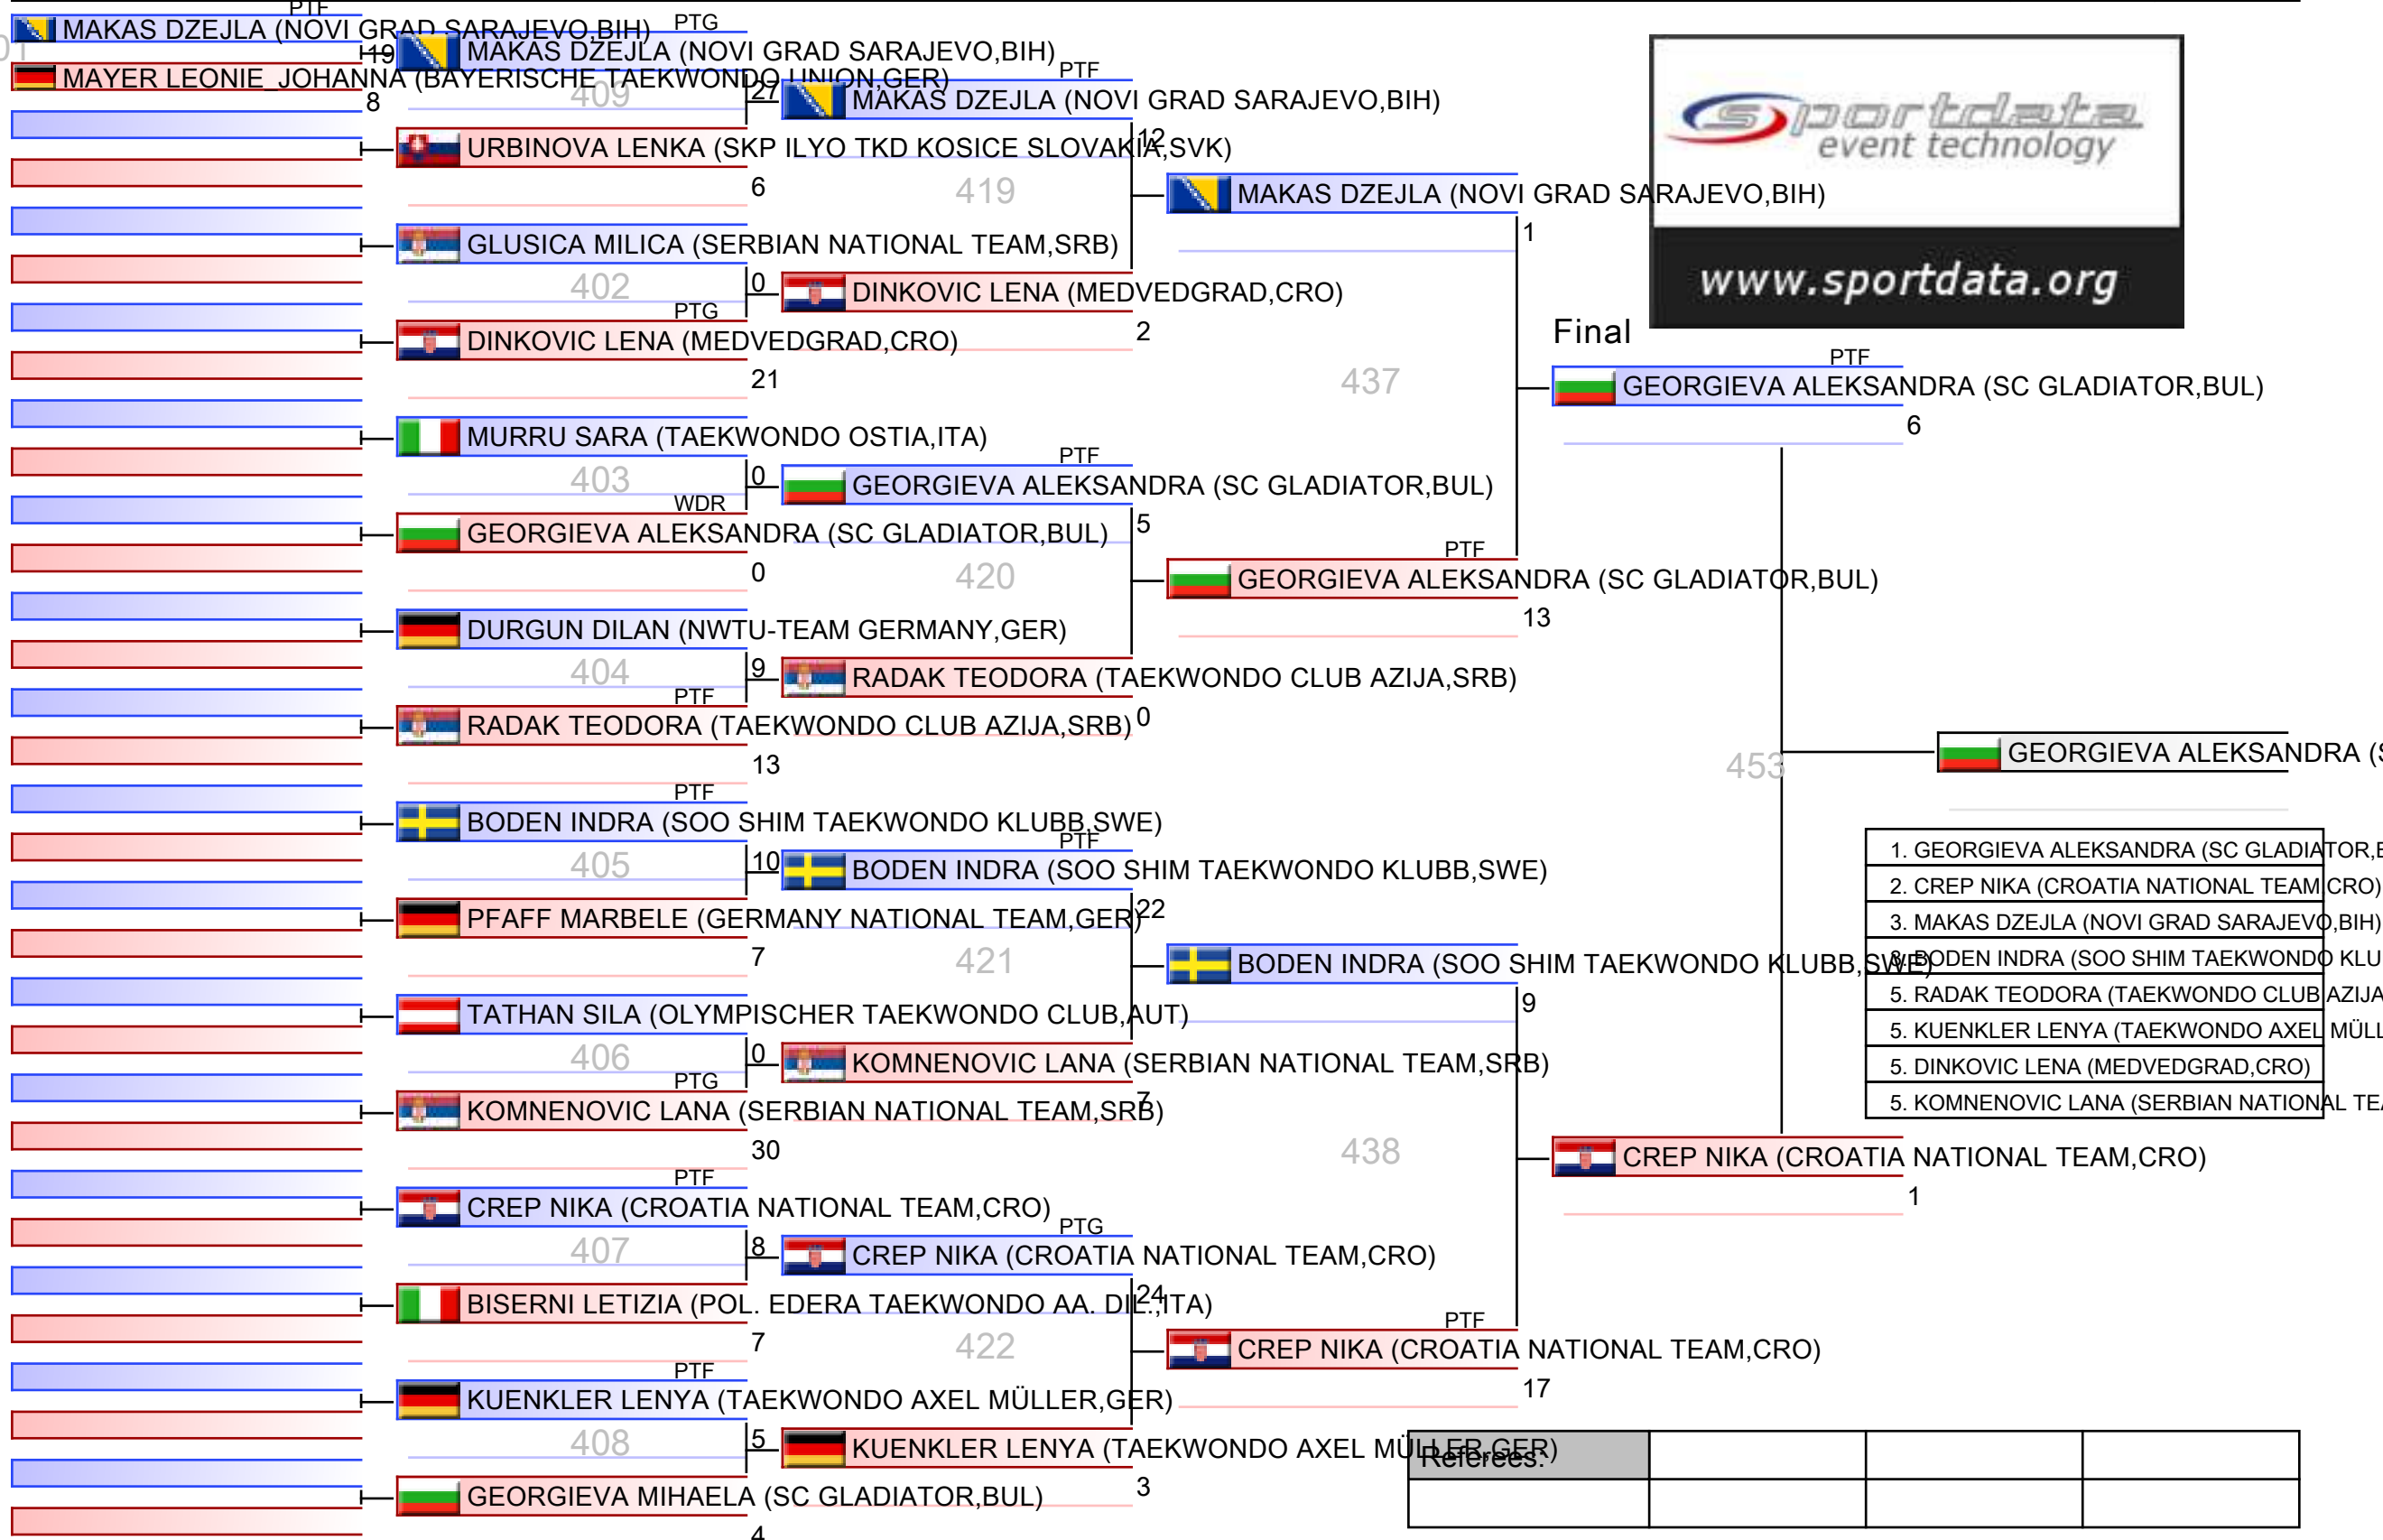 PTF
MAKAS DZEJLA (NOVI GRAD SARAJEVO,BIH)
19
MAYER LEONIE_JOHANNA (BAYERISCHE TAEKWONDO UNION,GER)
8
PTG
MAKAS DZEJLA (NOVI GRAD SARAJEVO,BIH)
409
27
URBINOVA LENKA (SKP ILYO TKD KOSICE SLOVAKIA,SVK)
6
GLUSICA MILICA (SERBIAN NATIONAL TEAM,SRB)
402
0
PTG
DINKOVIC LENA (MEDVEDGRAD,CRO)
21
MURRU SARA (TAEKWONDO OSTIA,ITA)
403
0
WDR
GEORGIEVA ALEKSANDRA (SC GLADIATOR,BUL)
0
DURGUN DILAN (NWTU-TEAM GERMANY,GER)
404
9
PTF
RADAK TEODORA (TAEKWONDO CLUB AZIJA,SRB)
13
PTF
BODEN INDRA (SOO SHIM TAEKWONDO KLUBB,SWE)
405
10
PFAFF MARBELE (GERMANY NATIONAL TEAM,GER)
7
TATHAN SILA (OLYMPISCHER TAEKWONDO CLUB,AUT)
406
0
PTG
KOMNENOVIC LANA (SERBIAN NATIONAL TEAM,SRB)
30
PTF
CREP NIKA (CROATIA NATIONAL TEAM,CRO)
407
8
BISERNI LETIZIA (POL. EDERA TAEKWONDO AA. DIL.,ITA)
7
PTF
KUENKLER LENYA (TAEKWONDO AXEL MÜLLER,GER)
408
5
GEORGIEVA MIHAELA (SC GLADIATOR,BUL)
4
PTF
MAKAS DZEJLA (NOVI GRAD SARAJEVO,BIH)
12
419
DINKOVIC LENA (MEDVEDGRAD,CRO)
2
PTF
GEORGIEVA ALEKSANDRA (SC GLADIATOR,BUL)
5
420
RADAK TEODORA (TAEKWONDO CLUB AZIJA,SRB)
0
PTF
BODEN INDRA (SOO SHIM TAEKWONDO KLUBB,SWE)
22
421
KOMNENOVIC LANA (SERBIAN NATIONAL TEAM,SRB)
7
PTG
CREP NIKA (CROATIA NATIONAL TEAM,CRO)
24
422
KUENKLER LENYA (TAEKWONDO AXEL MÜLLER,GER)
3
MAKAS DZEJLA (NOVI GRAD SARAJEVO,BIH)
1
437
PTF
GEORGIEVA ALEKSANDRA (SC GLADIATOR,BUL)
13
BODEN INDRA (SOO SHIM TAEKWONDO KLUBB,SWE)
9
438
PTF
CREP NIKA (CROATIA NATIONAL TEAM,CRO)
17
sportdata
event technology
www.sportdata.org
Final
PTF
GEORGIEVA ALEKSANDRA (SC GLADIATOR,BUL)
6
453
CREP NIKA (CROATIA NATIONAL TEAM,CRO)
1
GEORGIEVA ALEKSANDRA (
1. GEORGIEVA ALEKSANDRA (SC GLADIATOR,
2. CREP NIKA (CROATIA NATIONAL TEAM,CRO)
3. MAKAS DZEJLA (NOVI GRAD SARAJEVO,BIH)
3. BODEN INDRA (SOO SHIM TAEKWONDO KLU
5. RADAK TEODORA (TAEKWONDO CLUB AZIJA
5. KUENKLER LENYA (TAEKWONDO AXEL MÜLL
5. DINKOVIC LENA (MEDVEDGRAD,CRO)
5. KOMNENOVIC LANA (SERBIAN NATIONAL TEA
Referees: